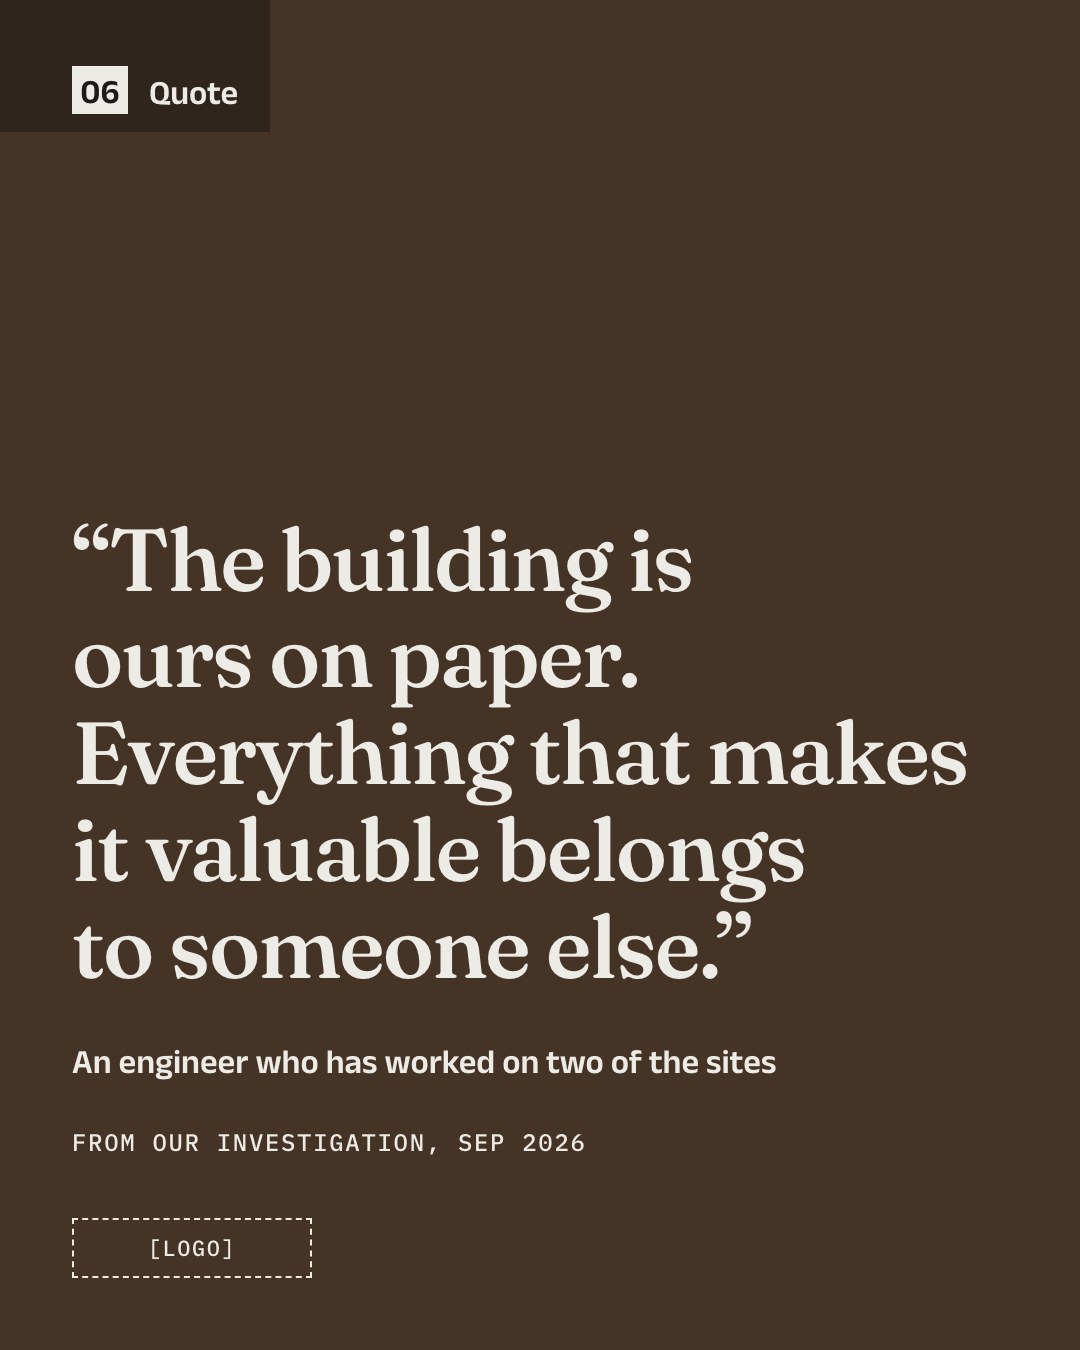 06 Quote
“The building is
ours on paper.
Everything that makes
it valuable belongs
to someone else.”
An engineer who has worked on two of the sites
FROM OUR INVESTIGATION, SEP 2026
[LOGO]